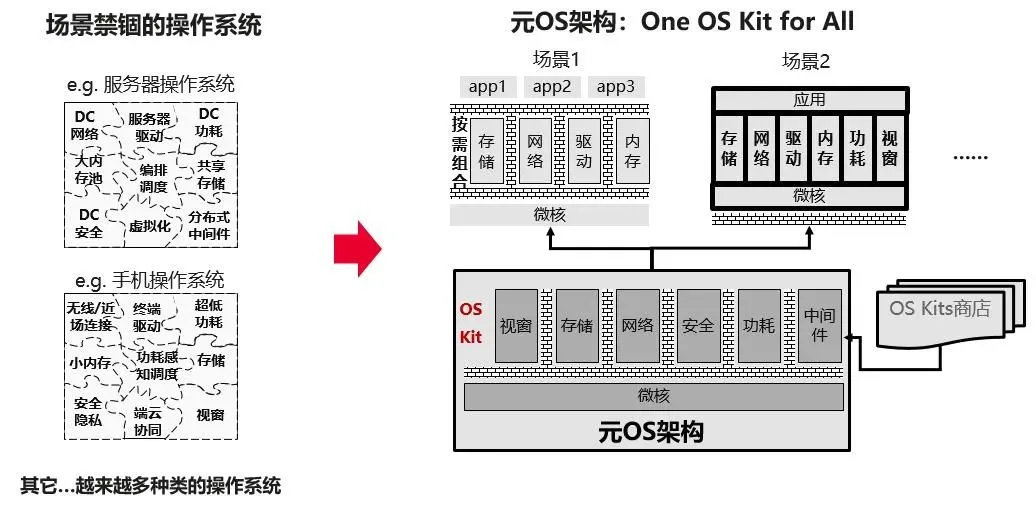 场景禁锢的操作系统
e.g. 服务器操作系统
DC
网络
服务器
驱动
DC
功耗
大内
存池
编排
调度
共享
存储
DC
安全
虚拟化
分布式
中间件
e.g. 手机操作系统
无线/近
场连接
终端
驱动
超低
功耗
小内存
功耗感
知调度
存储
安全
隐私
端云
协同
视窗
其它...越来越多种类的操作系统
元OS架构：One OS Kit for All
场景1
app1
app2
app3
按
需
组
合
存
储
网
络
驱
动
内
存
微核
场景2
应用
存
储
网
络
驱
动
内
存
功
耗
视
窗
微核
......
OS
Kit
视窗
存储
网络
安全
功耗
中间
件
微核
元OS架构
OS Kits商店